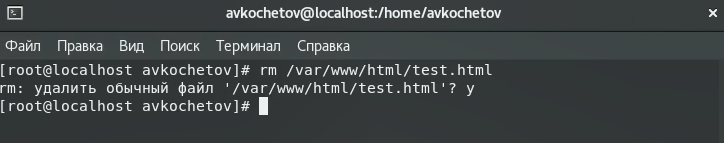 avkochetov@localhost:/home/avkochetov
Файл Правка Вид Поиск Терминал Справка
[root@localhost avkochetov]# rm /var/www/html/test.html
rm: удалить обычный файл '/var/www/html/test.html'? y
[root@localhost avkochetov]#